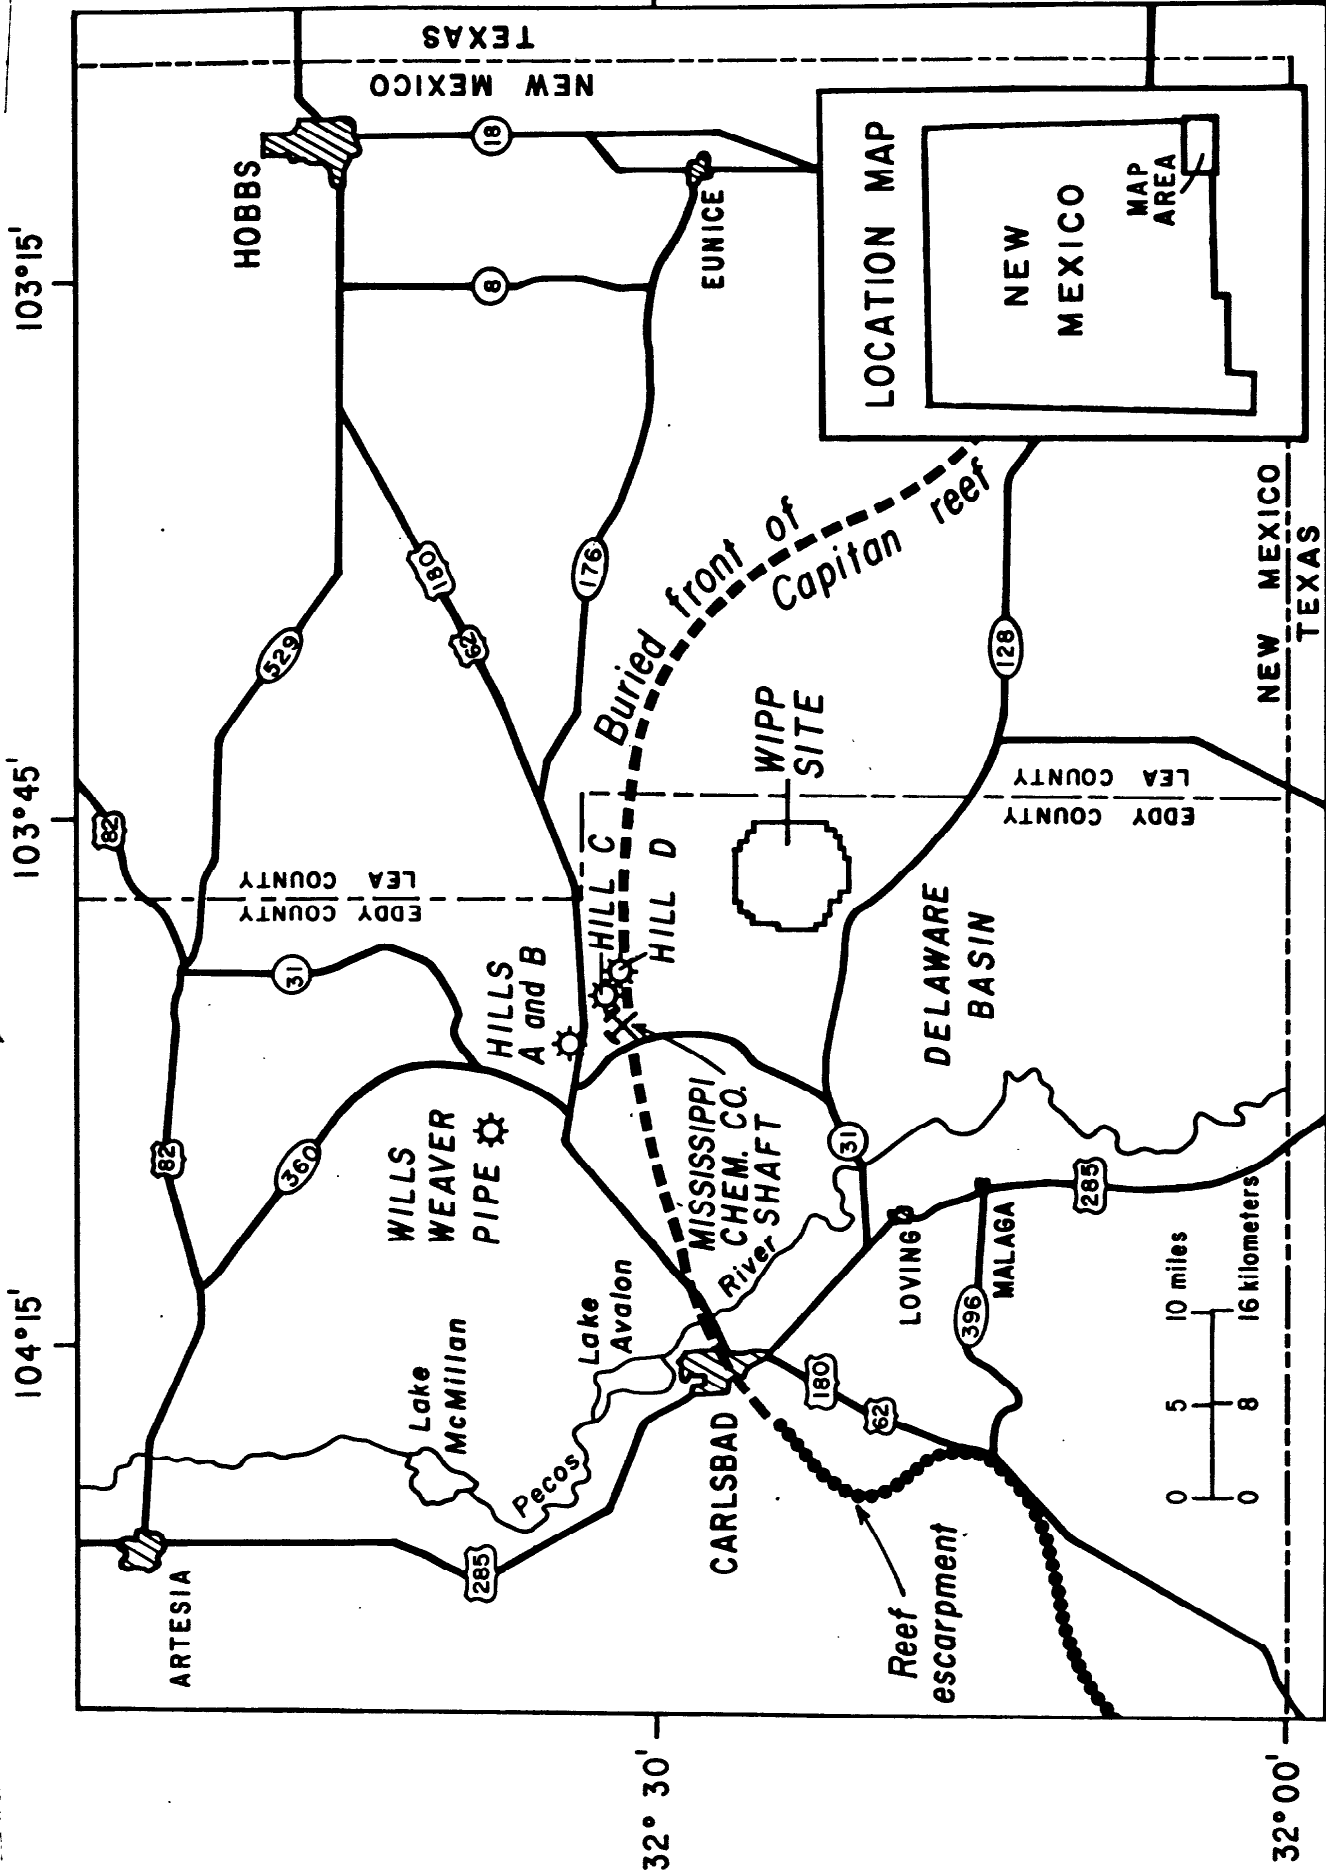 104°15'
103°45'
103°15'
ARTESIA
82
360
82
31
529
82
HOBBS
285
Lake
McMillan
Pecos
Lake
Avalon
WILLS
WEAVER
PIPE
HILLS
A and B
EDDY COUNTY
LEA COUNTY
180
62
176
8
18
NEW MEXICO
TEXAS
EUNICE
32° 30'
CARLSBAD
River
MISSISSIPPI
CHEM. CO.
SHAFT
HILL C
HILL D
WIPP
SITE
Buried front of
Capitan reef
Reef
escarpment
180
62
LOVING
31
396
MALAGA
285
DELAWARE
BASIN
128
EDDY COUNTY
LEA COUNTY
0 5 10 miles
0 8 16 kilometers
NEW MEXICO
TEXAS
32° 00'
LOCATION MAP
NEW
MEXICO
MAP
AREA